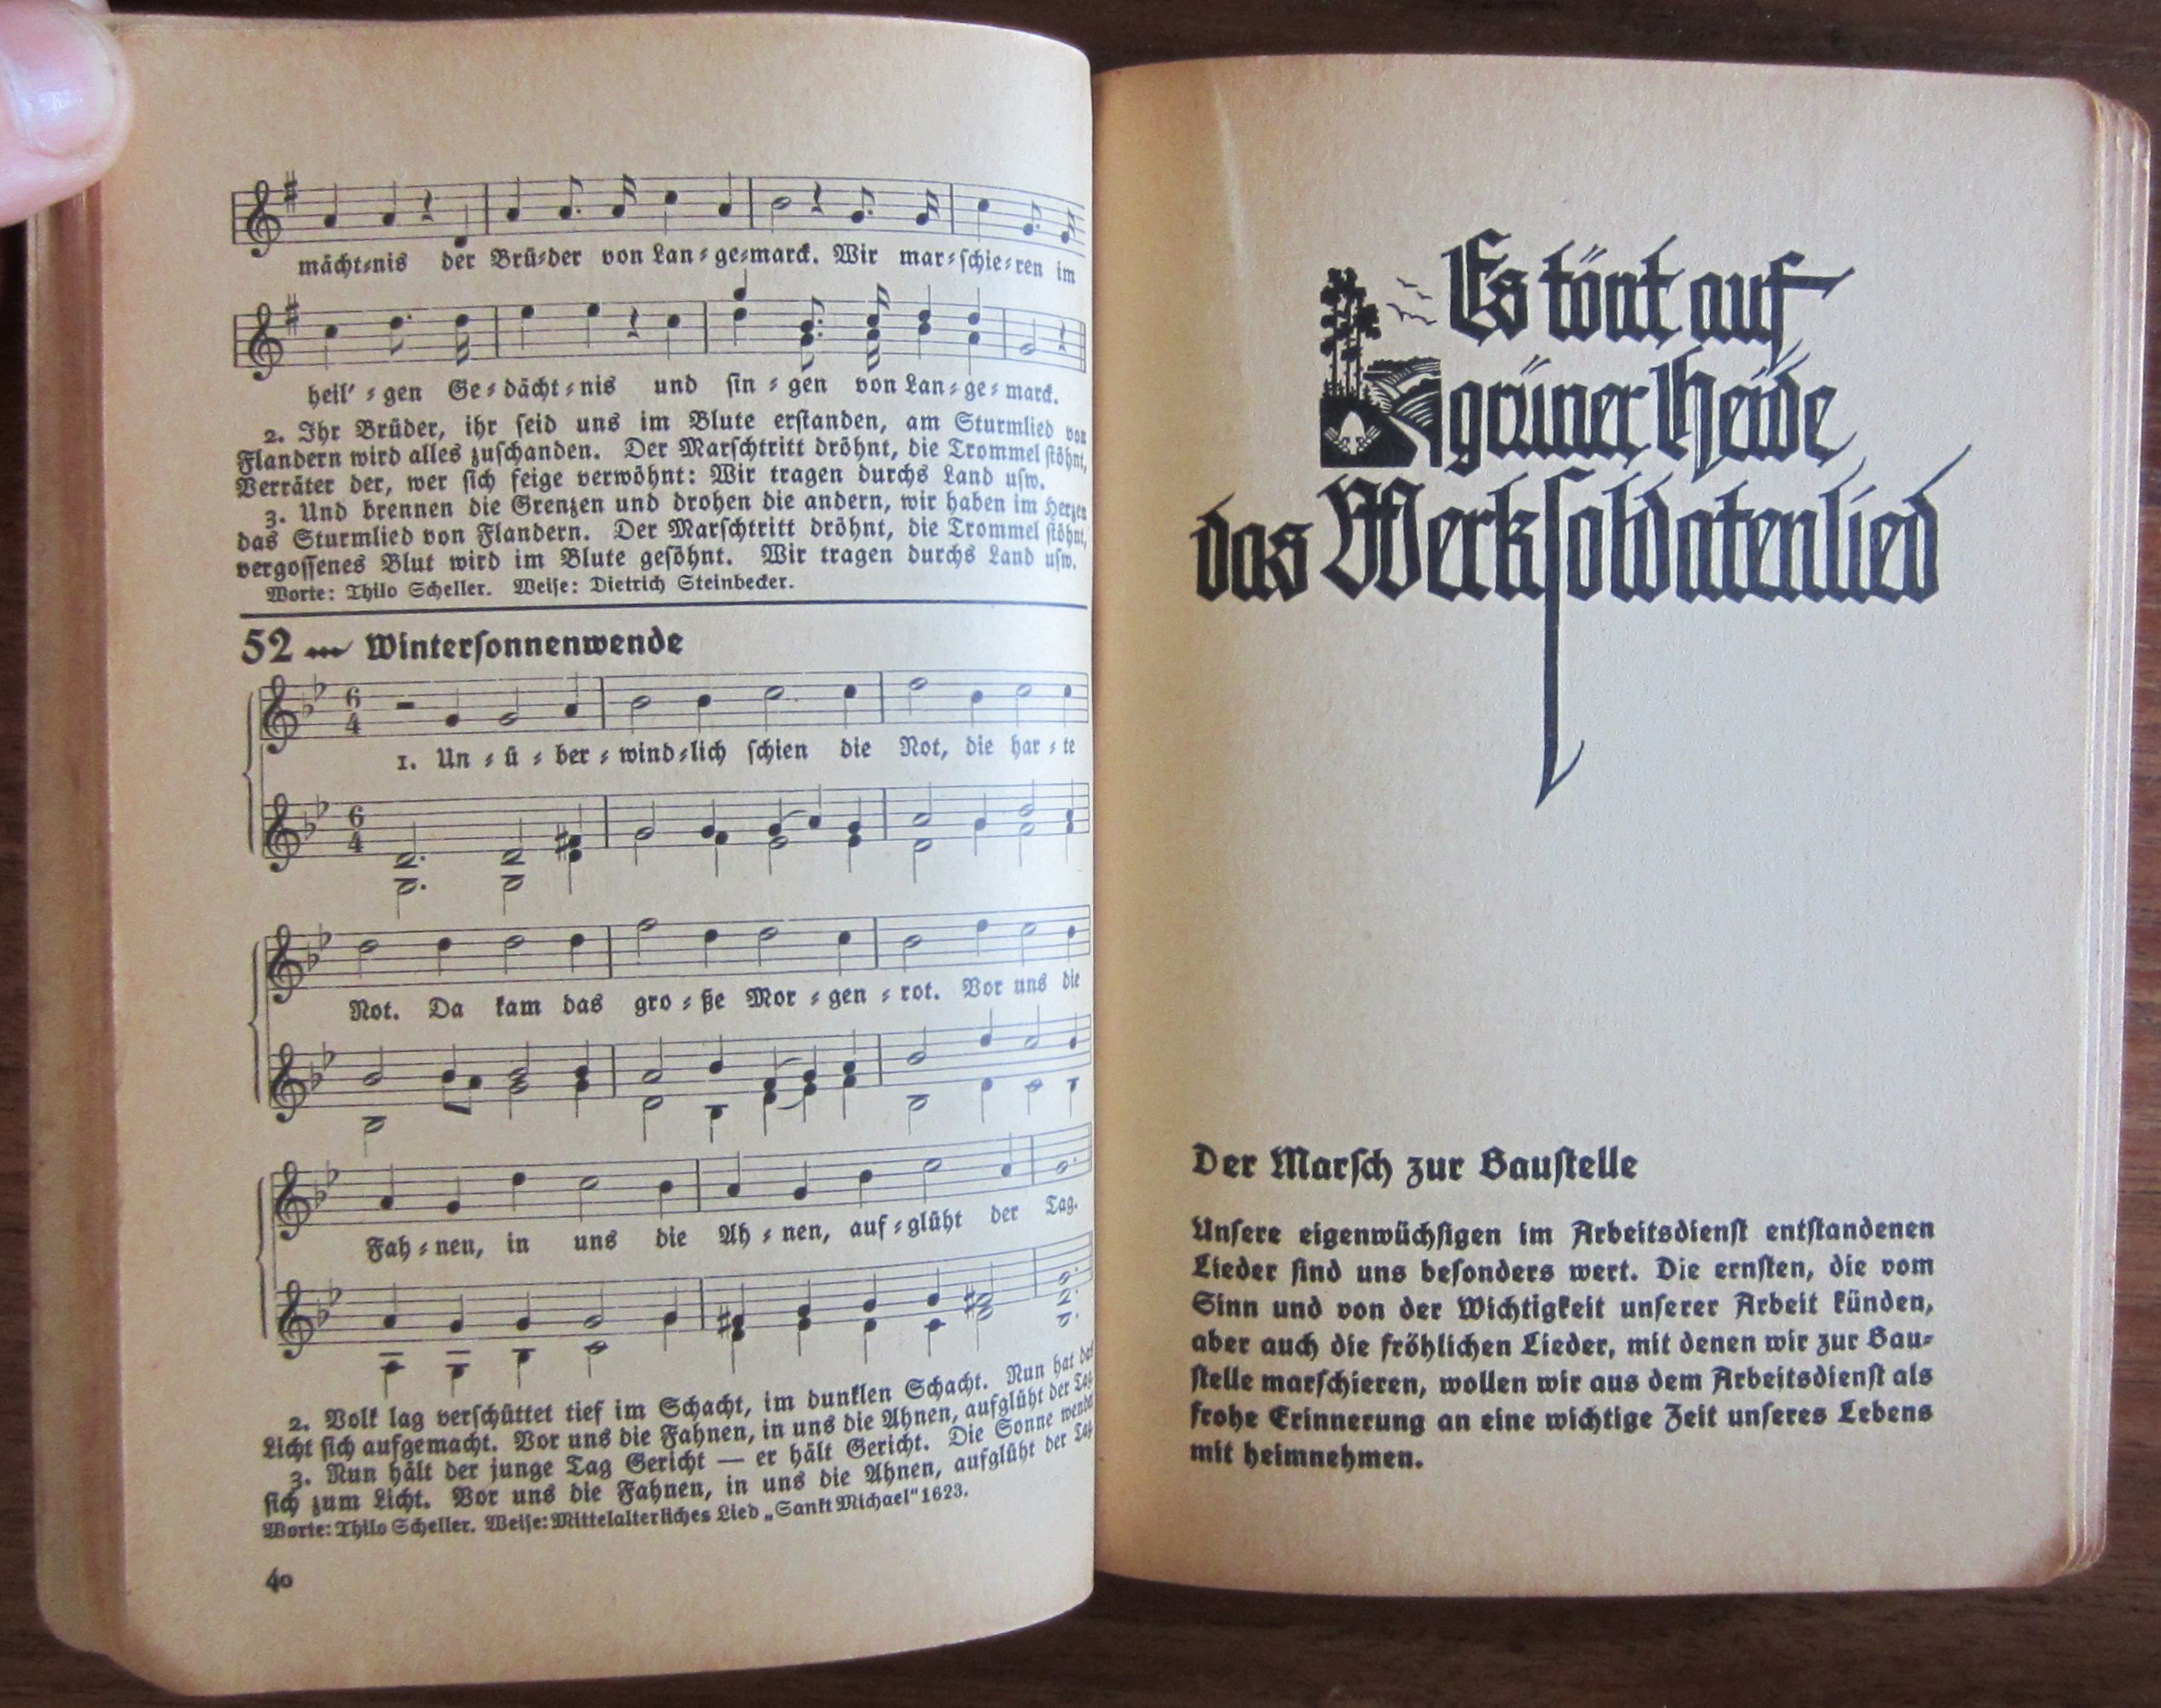 mächt⸗nis der Brü⸗der von Lan⸗ge⸗marck. Wir mar⸗ſchie⸗ren im
heil'⸗gen Ge⸗dächt⸗nis und ſin⸗gen von Lan⸗ge⸗marck.
2. Ihr Brüder, ihr ſeid uns im Blute erſtanden, am Sturmlied von
Flandern wird alles zuſchanden. Der Marſchtritt dröhnt, die Trommel ſtöhnt,
Verräter der, wer ſich feige verwöhnt: Wir tragen durchs Land uſw.
3. Und brennen die Grenzen und drohen die andern, wir haben im Herzen
das Sturmlied von Flandern. Der Marſchtritt dröhnt, die Trommel ſtöhnt,
vergoſſenes Blut wird im Blute geſöhnt. Wir tragen durchs Land uſw.
Worte: Thilo Scheller. Weiſe: Dietrich Steinbecker.
52 Winterſonnenwende
6
4
1. Un⸗ü⸗ber⸗wind⸗lich ſchien die Not, die har⸗te
6
4
Not. Da kam das gro⸗ße Mor⸗gen⸗rot. Vor uns die
Fah⸗nen, in uns die Ah⸗nen, auf⸗glüht der Tag.
2. Volk lag verſchüttet tief im Schacht, im dunklen Schacht. Nun hat das
Licht ſich aufgemacht. Vor uns die Fahnen, in uns die Ahnen, aufglüht der Tag.
3. Nun hält der junge Tag Gericht — er hält Gericht. Die Sonne wendet
ſich zum Licht. Vor uns die Fahnen, in uns die Ahnen, aufglüht der Tag.
Worte: Thilo Scheller. Weiſe: Mittelalterliches Lied „Sankt Michael" 1623.
40
Es tönt auf
grüner Heide
das Werkſoldatenlied
Der Marſch zur Bauſtelle
Unſere eigenwüchſigen im Arbeitsdienſt entſtandenen
Lieder ſind uns beſonders wert. Die ernſten, die vom
Sinn und von der Wichtigkeit unſerer Arbeit künden,
aber auch die fröhlichen Lieder, mit denen wir zur Bau⸗
ſtelle marſchieren, wollen wir aus dem Arbeitsdienſt als
frohe Erinnerung an eine wichtige Zeit unſeres Lebens
mit heimnehmen.